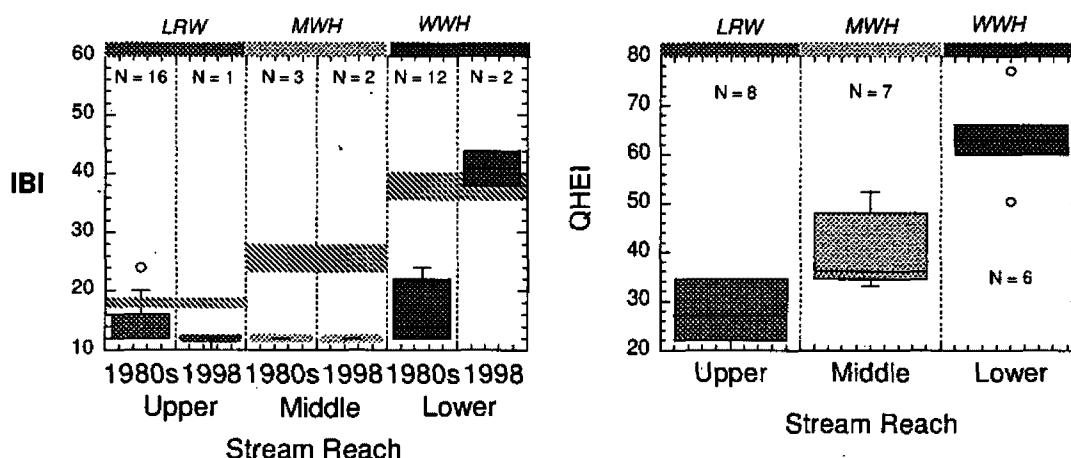 LRW MWH WWH
60
N = 16 N = 1 N = 3 N = 2 N = 12 N = 2
50
40
IBI
30
20
10
1980s 1998 1980s 1998 1980s 1998
Upper Middle Lower
Stream Reach
LRW MWH WWH
80
N = 8 N = 7
70
60
QHEI
50
40
N = 6
30
20
Upper Middle Lower
Stream Reach